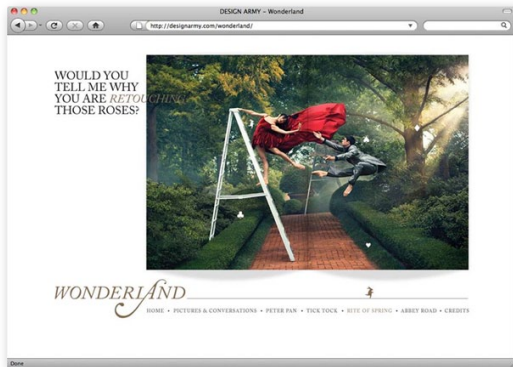 DESIGN ARMY – Wonderland
http://designarmy.com/wonderland/
WOULD YOU
TELL ME WHY
YOU ARE RETOUCHING
THOSE ROSES?
WONDERLAND
HOME • PICTURES & CONVERSATIONS • PETER PAN • TICK TOCK • RITE OF SPRING • ABBEY ROAD • CREDITS
Done